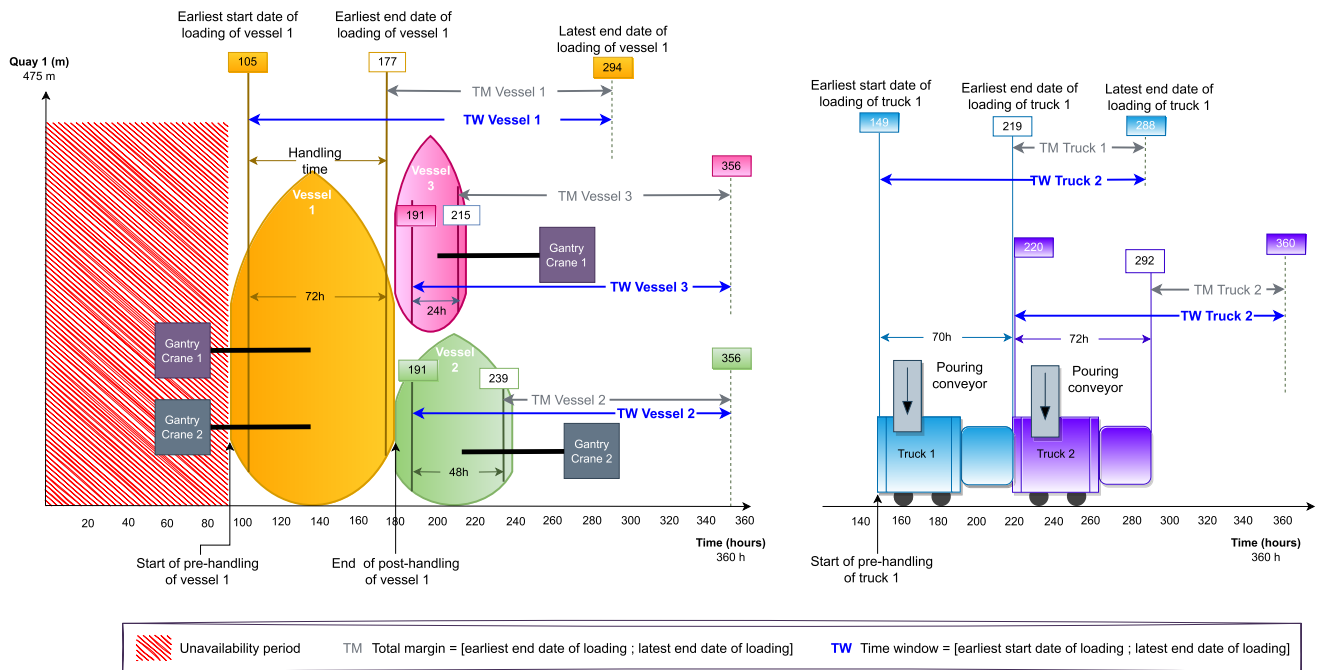 Earliest start date of
loading of vessel 1
Earliest end date of
loading of vessel 1
Latest end date of
loading of vessel 1
Quay 1 (m)
475 m
105
177
294
TM Vessel 1
TW Vessel 1
Handling
time
Vessel
1
Vessel
3
356
TM Vessel 3
191
215
Gantry
Crane 1
TW Vessel 3
72h
24h
Gantry
Crane 1
Vessel
2
356
191
239
TM Vessel 2
TW Vessel 2
Gantry
Crane 2
Gantry
Crane 2
48h
20
40
60
80
100
120
140
160
180
200
220
240
260
280
300
320
340
360
Time (hours)
360 h
Start of pre-handling
of vessel 1
End of post-handling
of vessel 1
Earliest start date of
loading of truck 1
Earliest end date of
loading of truck 1
Latest end date of
loading of truck 1
149
219
288
TM Truck 1
TW Truck 2
220
360
292
TM Truck 2
TW Truck 2
70h
72h
Pouring
conveyor
Pouring
conveyor
Truck 1
Truck 2
140
160
180
200
220
240
260
280
300
320
340
360
Time (hours)
360 h
Start of pre-handling
of truck 1
Unavailability period
TM Total margin = [earliest end date of loading ; latest end date of loading]
TW Time window = [earliest start date of loading ; latest end date of loading]